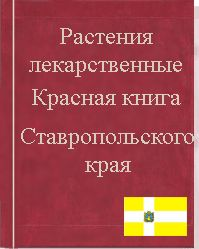 Растения
лекарственные
Красная книга
Ставропольского
края